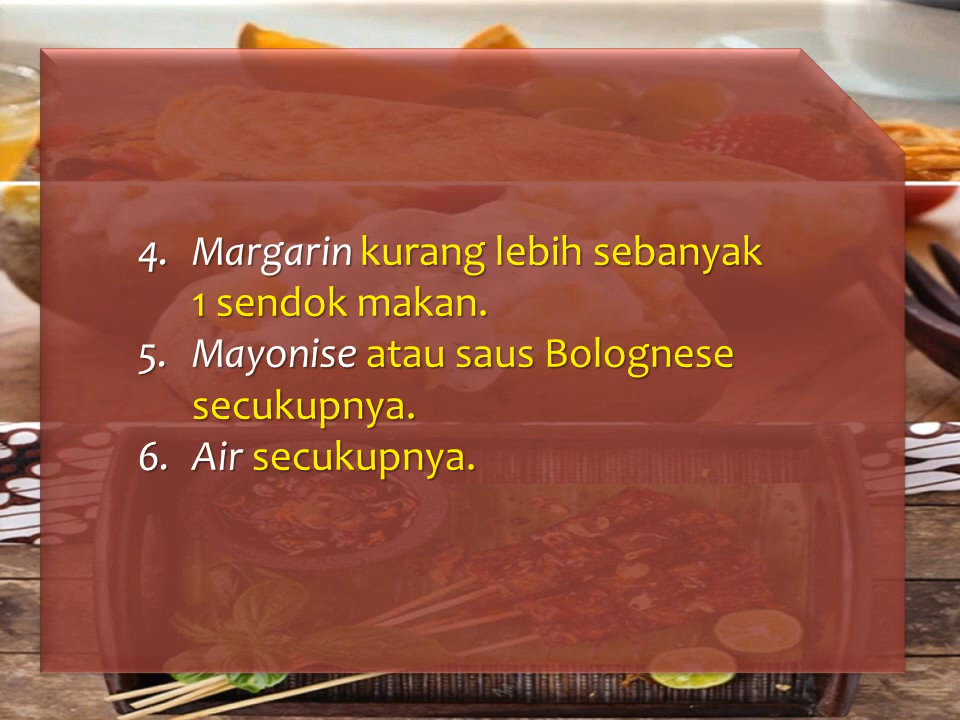 4. Margarin kurang lebih sebanyak
1 sendok makan.
5. Mayonise atau saus Bolognese
secukupnya.
6. Air secukupnya.